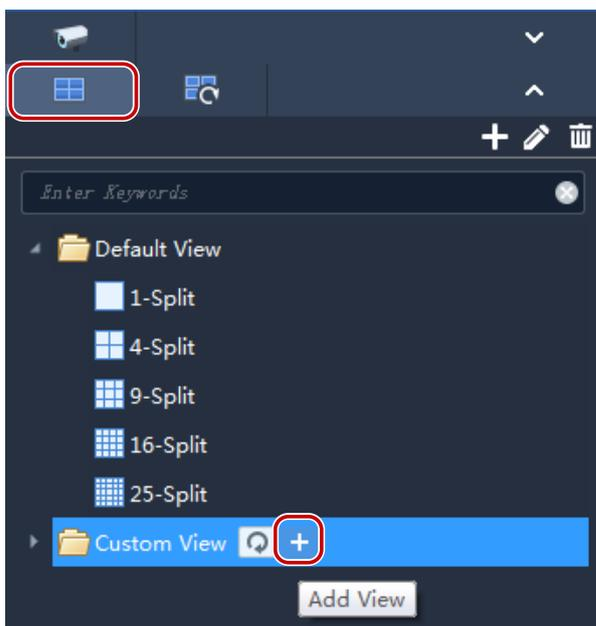 Enter Keywords
Default View
1-Split
4-Split
9-Split
16-Split
25-Split
Custom View
Add View